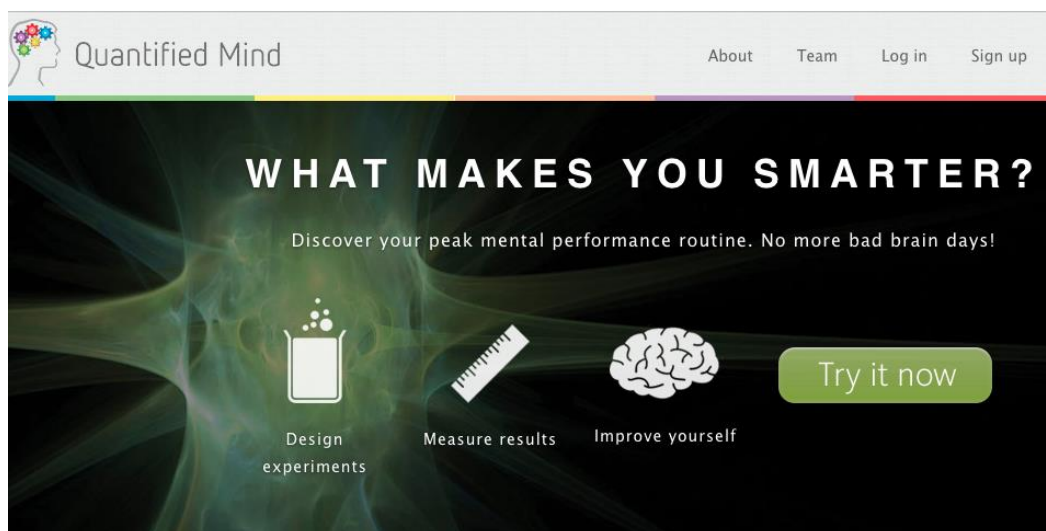 Quantified Mind
About Team Log in Sign up
WHAT MAKES YOU SMARTER?
Discover your peak mental performance routine. No more bad brain days!
Try it now
Design
experiments
Measure results
Improve yourself